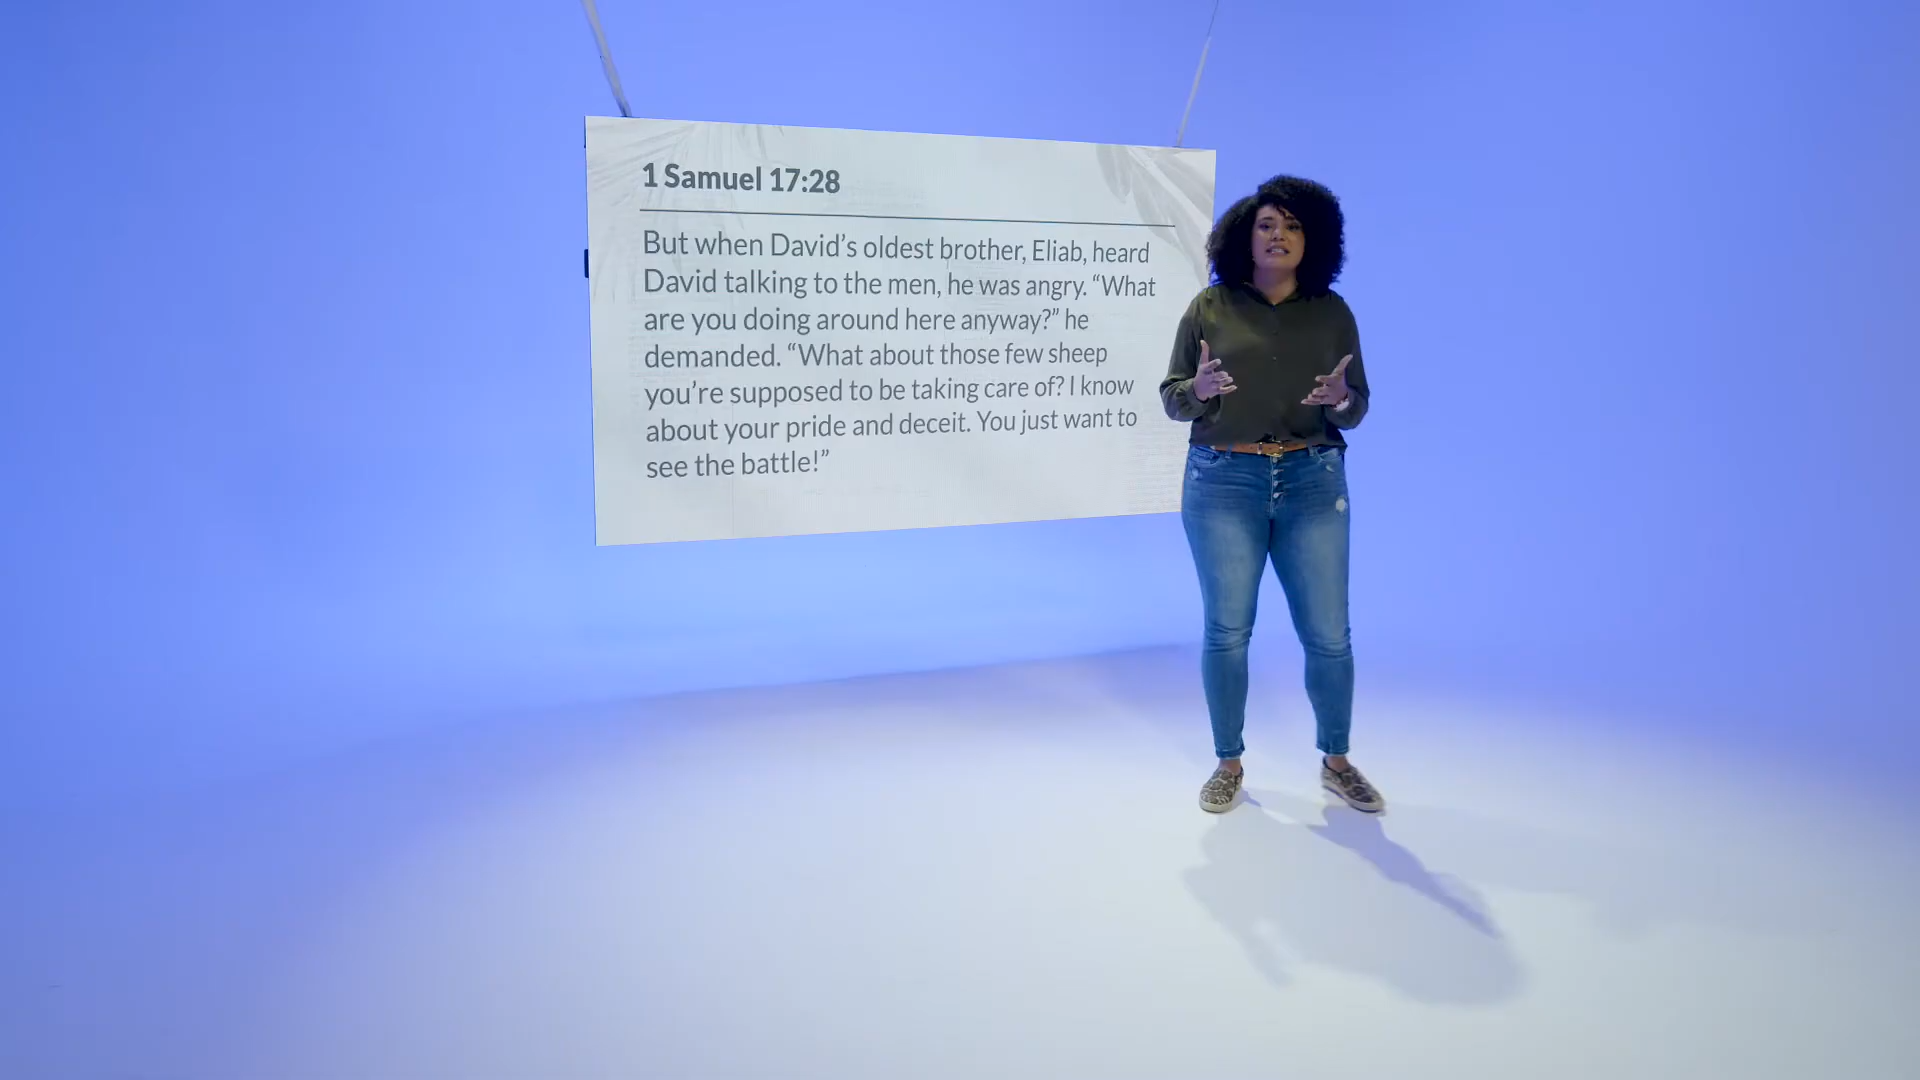 1 Samuel 17:28
But when David’s oldest brother, Eliab, heard
David talking to the men, he was angry. “What
are you doing around here anyway?” he
demanded. “What about those few sheep
you’re supposed to be taking care of? I know
about your pride and deceit. You just want to
see the battle!”